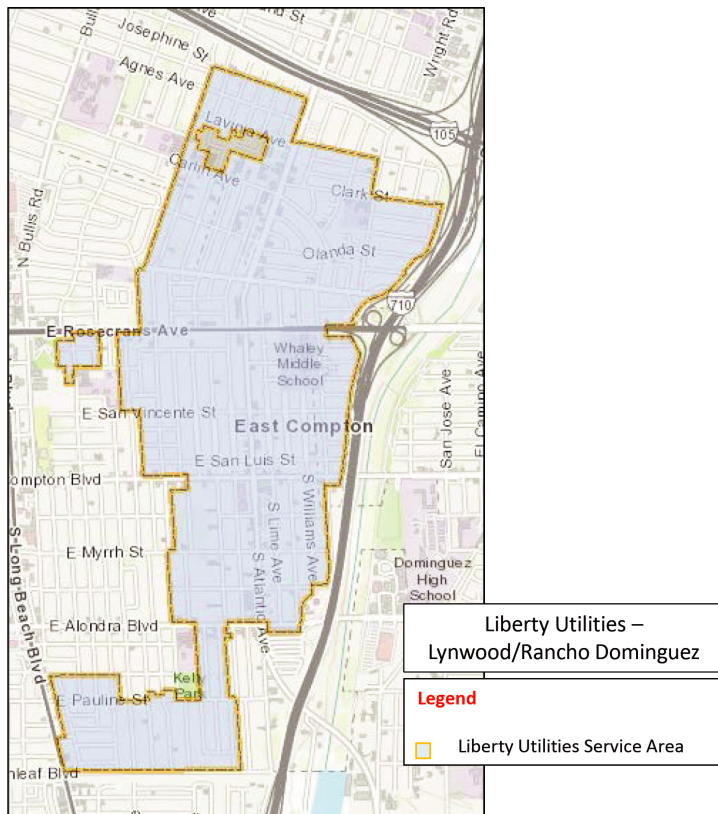 Josephine St
Agnes Ave
Wright Rd
105
Lavinia Ave
Carlin Ave
Clark St
N Bullis Rd
Olanda St
710
E Rosecrans Ave
Whaley
Middle
School
San Jose Ave
El Camino Ave
E San Vincente St
East Compton
E San Luis St
ompton Blvd
S Williams Ave
S Lime Ave
E Myrrh St
S Atlantic Ave
Dominguez
High
School
S Long Beach Blvd
E Alondra Blvd
Kelly
Park
E Pauline St
nleaf Blvd
Liberty Utilities –
Lynwood/Rancho Dominguez
Legend
Liberty Utilities Service Area